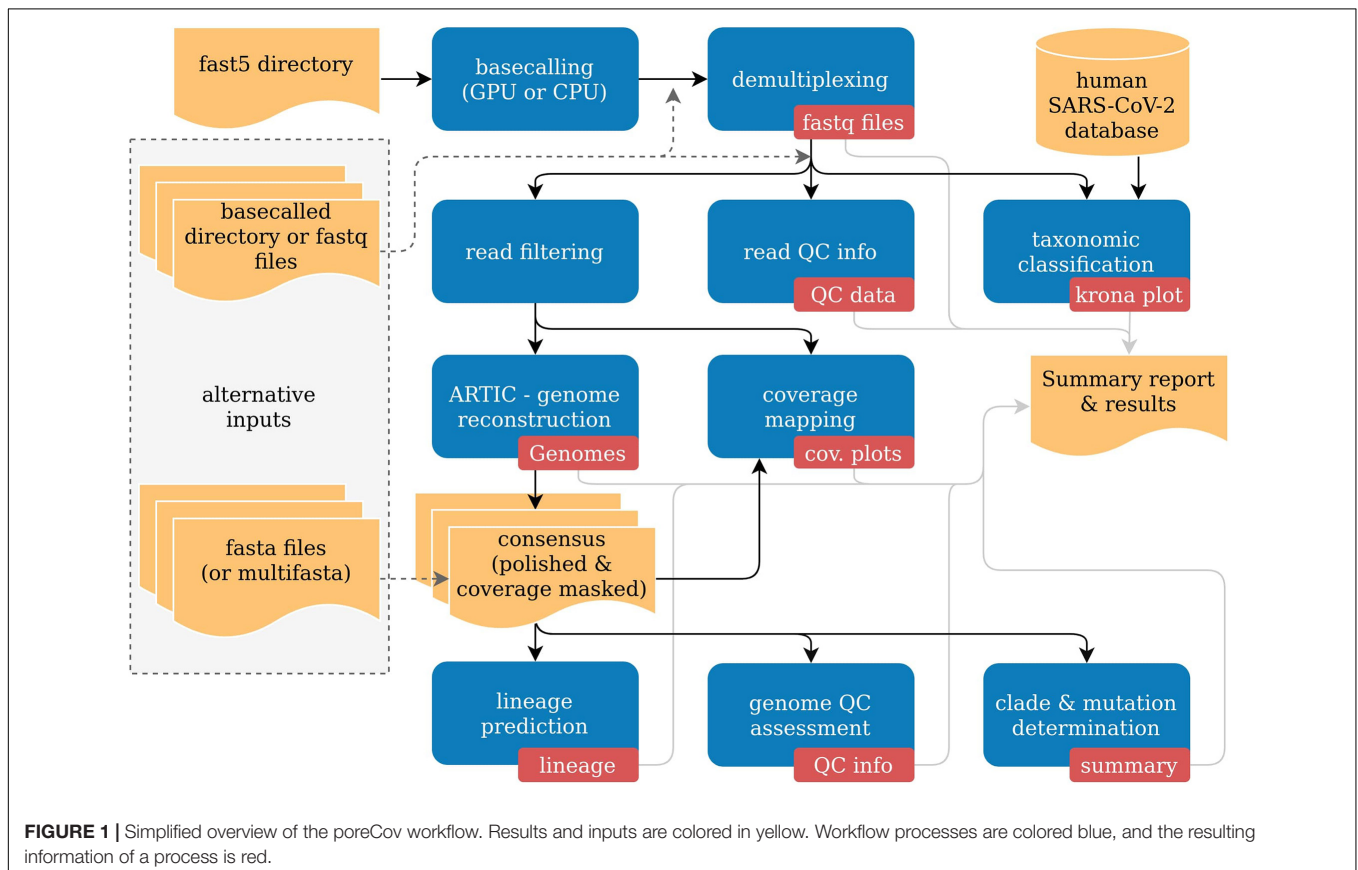 fast5 directory
basecalling
(GPU or CPU)
demultiplexing
fastq files
human
SARS-CoV-2
database
basecalled
directory or fastq
files
read filtering
read QC info
QC data
taxonomic
classification
krona plot
alternative
inputs
ARTIC - genome
reconstruction
Genomes
coverage
mapping
cov. plots
Summary report
& results
fasta files
(or multifasta)
consensus
(polished &
coverage masked)
lineage
prediction
lineage
genome QC
assessment
QC info
clade & mutation
determination
summary
FIGURE 1 | Simplified overview of the poreCov workflow. Results and inputs are colored in yellow. Workflow processes are colored blue, and the resulting
information of a process is red.